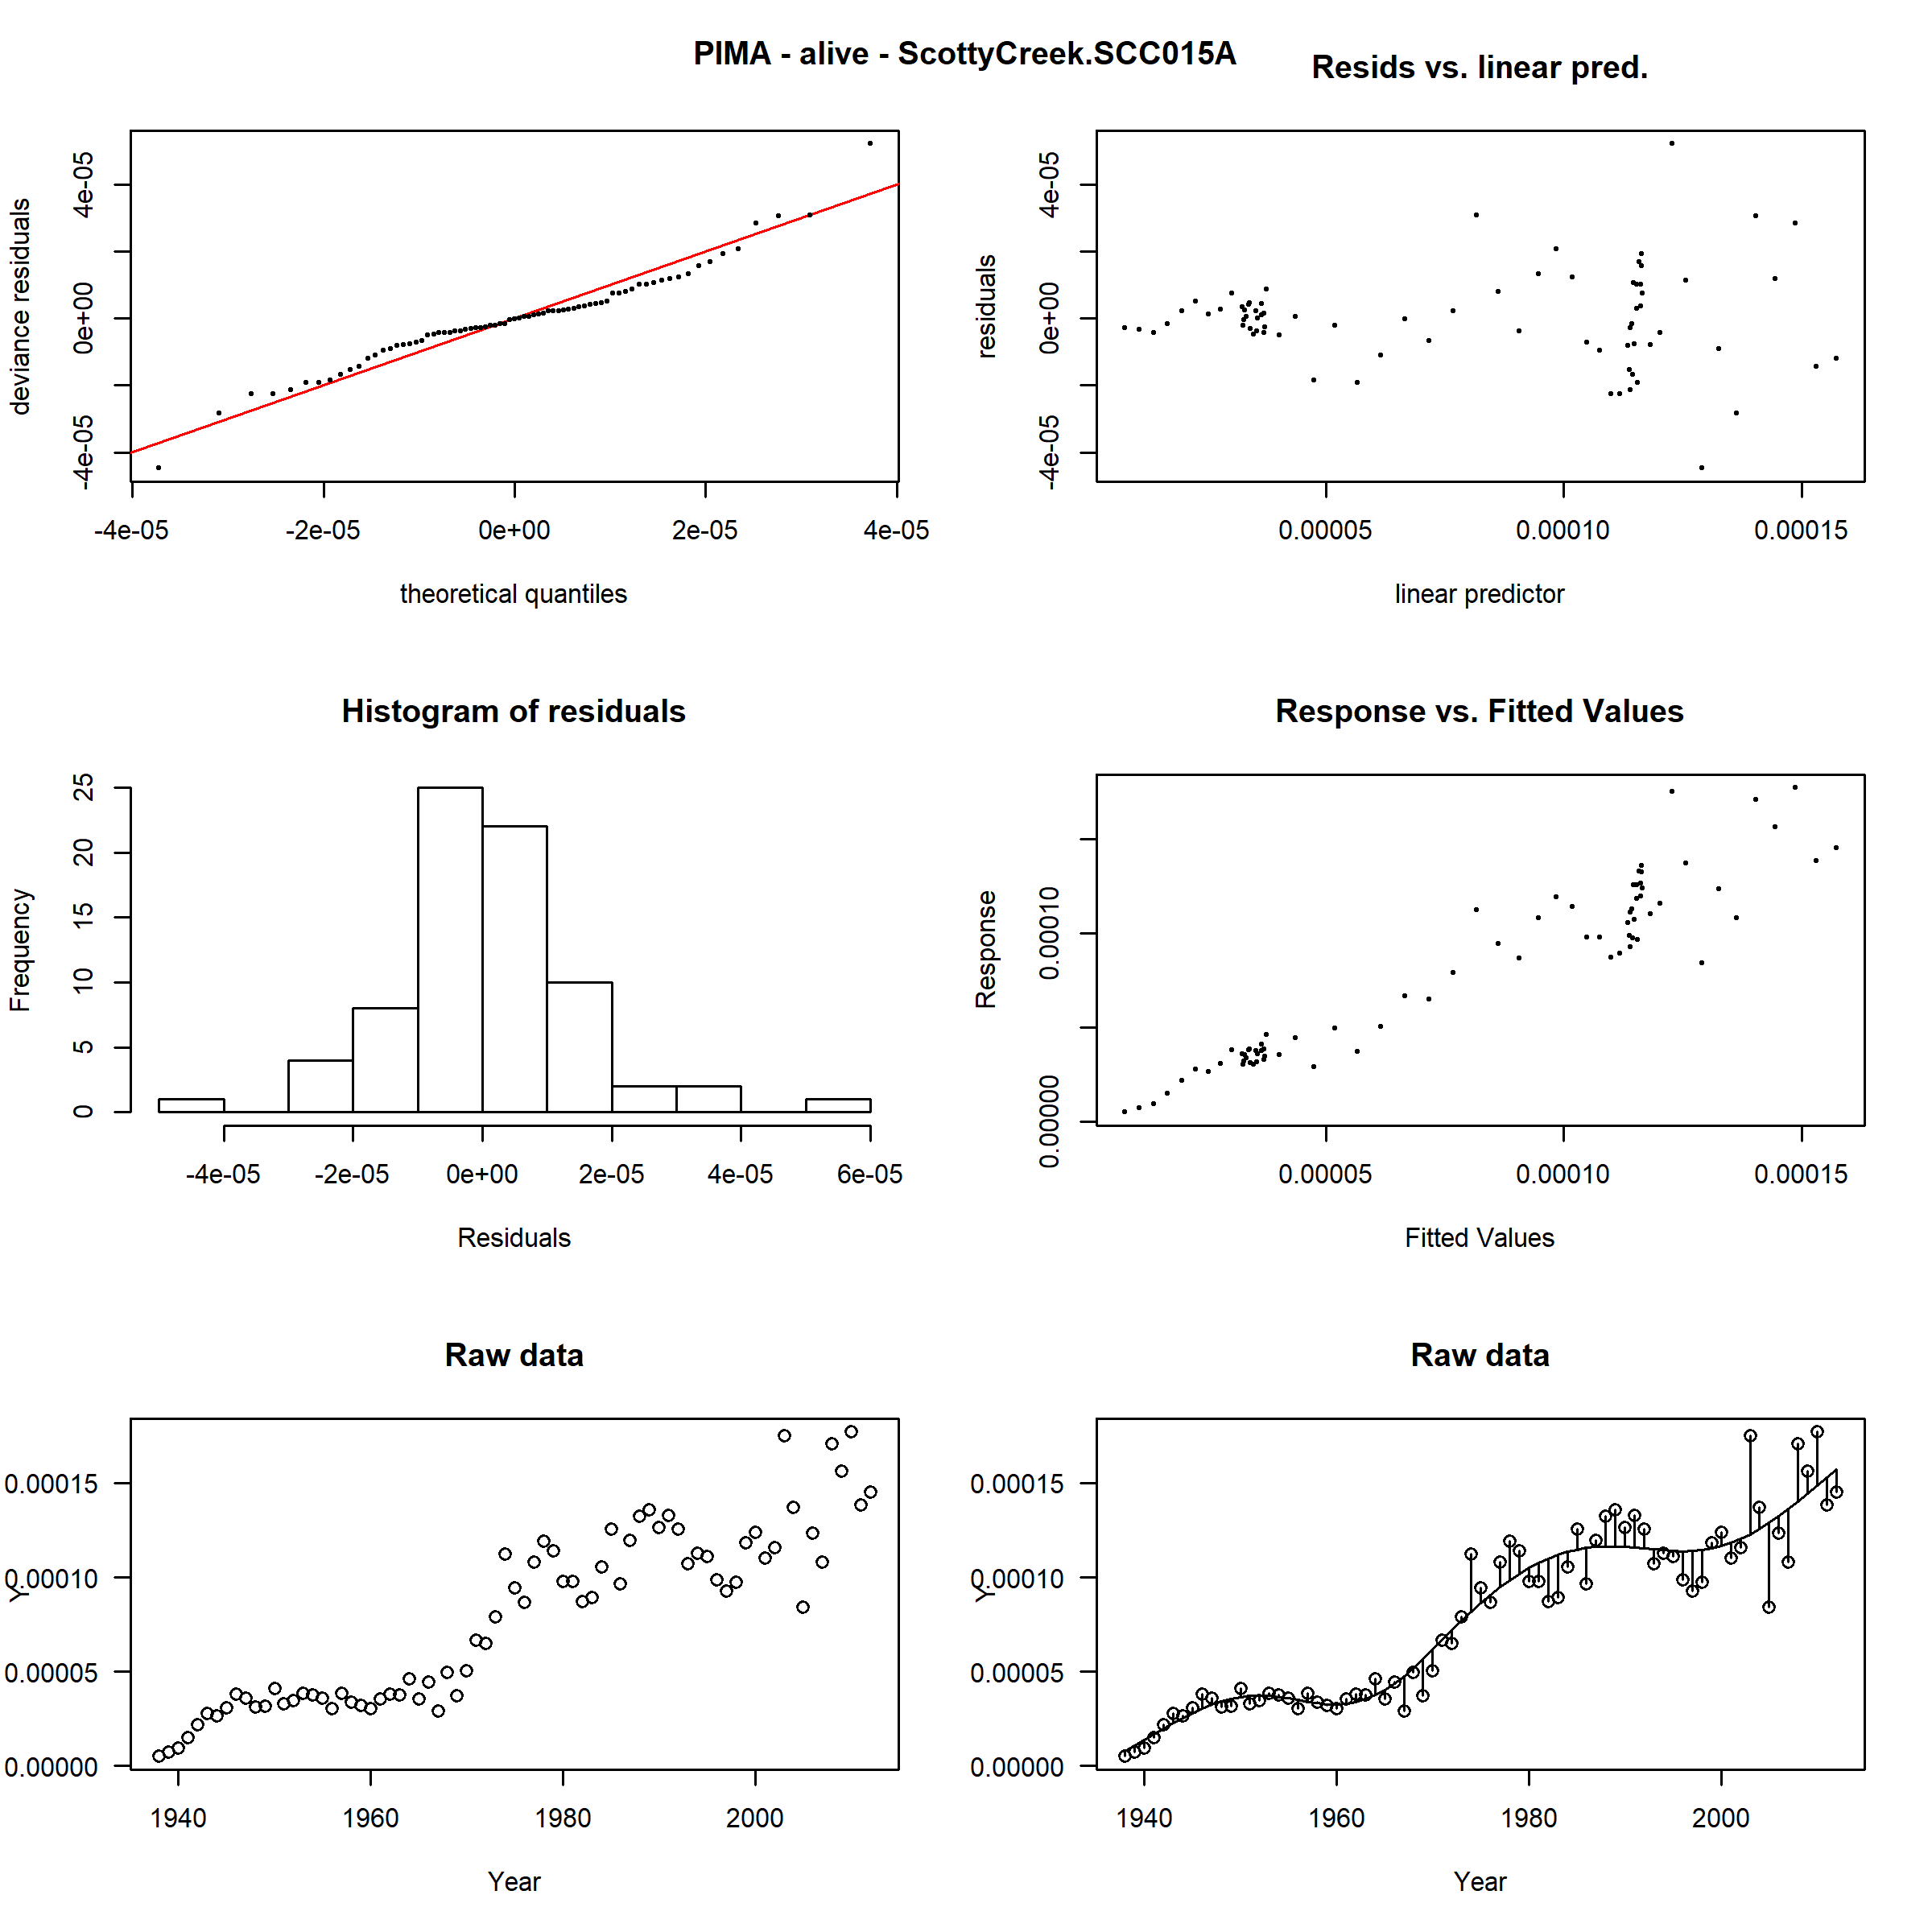 PIMA - alive - ScottyCreek.SCC015A
Resids vs. linear pred.
deviance residuals
-4e-05 0e+00 4e-05
-4e-05 -2e-05 0e+00 2e-05 4e-05
theoretical quantiles
residuals
-4e-05 0e+00 4e-05
0.00005 0.00010 0.00015
linear predictor
Histogram of residuals
Frequency
0 5 10 15 20 25
-4e-05 -2e-05 0e+00 2e-05 4e-05 6e-05
Residuals
Response vs. Fitted Values
Response
0.00000 0.00010
0.00005 0.00010 0.00015
Fitted Values
Raw data
Y
0.00000 0.00005 0.00010 0.00015
1940 1960 1980 2000
Year
Raw data
Y
0.00000 0.00005 0.00010 0.00015
1940 1960 1980 2000
Year